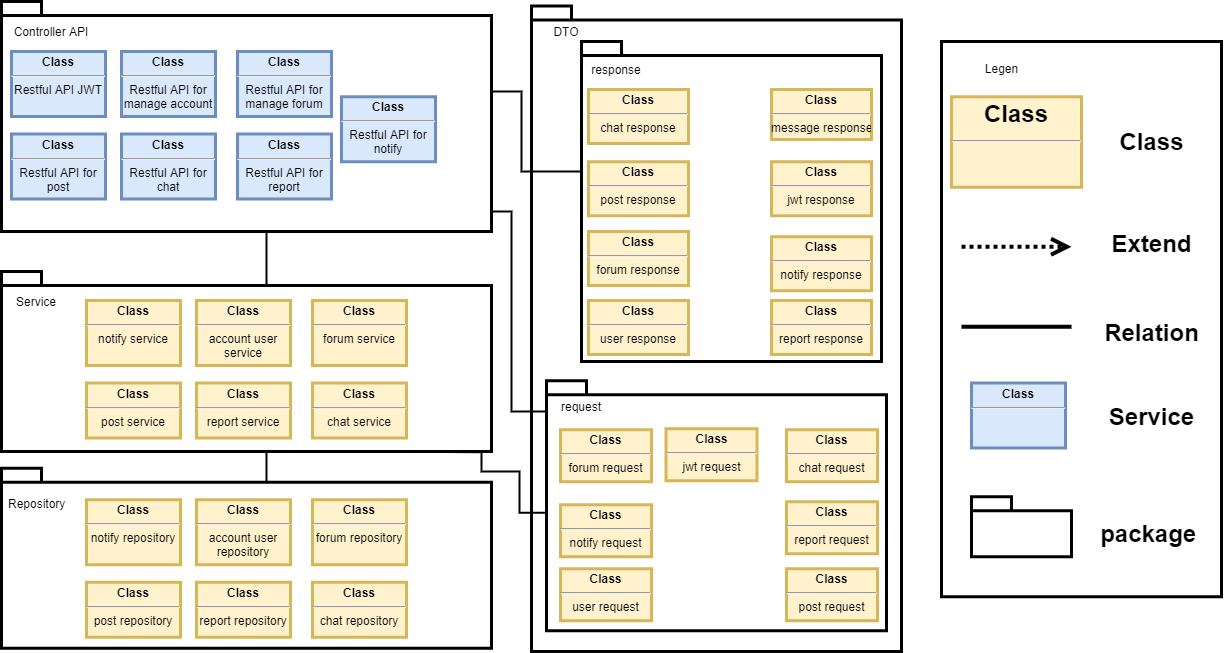 Controller API
Class
Restful API JWT
Class
Restful API for
manage account
Class
Restful API for
manage forum
Class
Restful API for
notify
Class
Restful API for
post
Class
Restful API for
chat
Class
Restful API for
report
Service
Class
notify service
Class
account user
service
Class
forum service
Class
post service
Class
report service
Class
chat service
Repository
Class
notify repository
Class
account user
repository
Class
forum repository
Class
post repository
Class
report repository
Class
chat repository
DTO
response
Class
chat response
Class
message response
Class
post response
Class
jwt response
Class
forum response
Class
notify response
Class
user response
Class
report response
request
Class
forum request
Class
jwt request
Class
chat request
Class
notify request
Class
report request
Class
user request
Class
post request
Legen
Class
Class
Extend
Relation
Class
Service
package